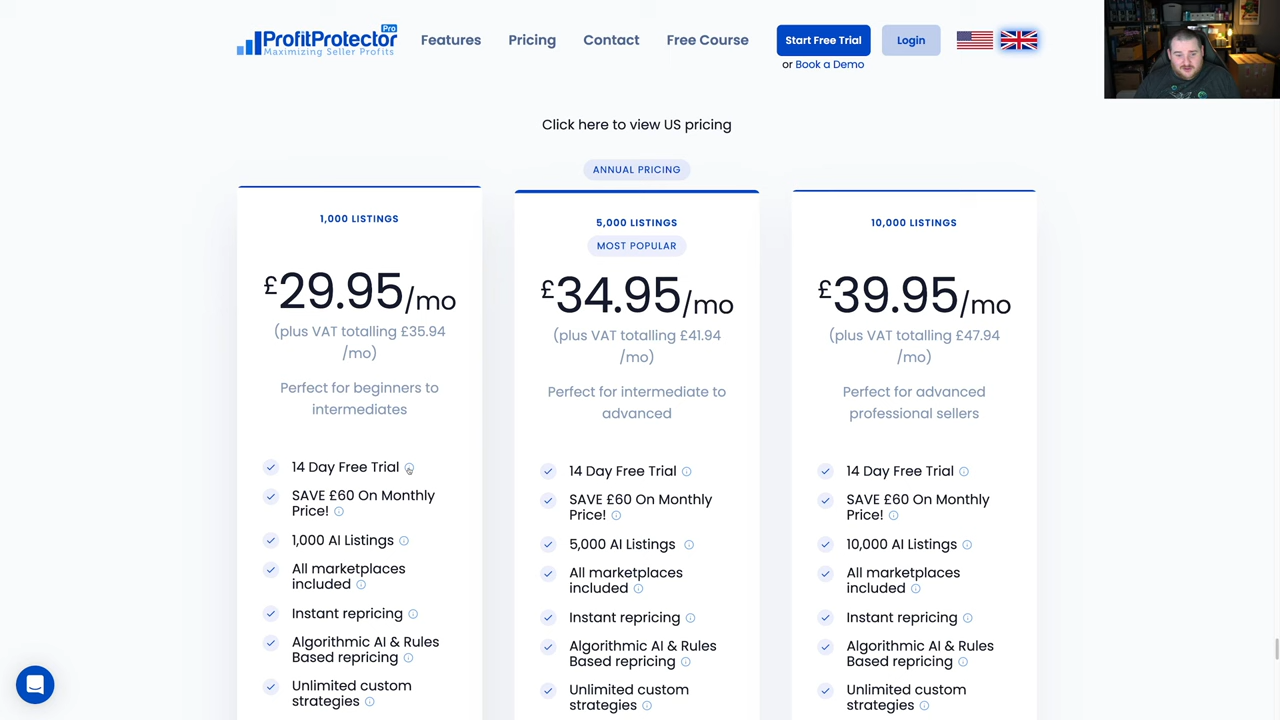 ProfitProtector Pro
Maximizing Seller Profits
Features
Pricing
Contact
Free Course
Start Free Trial
Login
or Book a Demo
Click here to view US pricing
ANNUAL PRICING
1,000 LISTINGS
£29.95/mo
(plus VAT totalling £35.94
/mo)
Perfect for beginners to
intermediates
14 Day Free Trial
SAVE £60 On Monthly
Price!
1,000 AI Listings
All marketplaces
included
Instant repricing
Algorithmic AI & Rules
Based repricing
Unlimited custom
strategies
5,000 LISTINGS
MOST POPULAR
£34.95/mo
(plus VAT totalling £41.94
/mo)
Perfect for intermediate to
advanced
14 Day Free Trial
SAVE £60 On Monthly
Price!
5,000 AI Listings
All marketplaces
included
Instant repricing
Algorithmic AI & Rules
Based repricing
Unlimited custom
strategies
10,000 LISTINGS
£39.95/mo
(plus VAT totalling £47.94
/mo)
Perfect for advanced
professional sellers
14 Day Free Trial
SAVE £60 On Monthly
Price!
10,000 AI Listings
All marketplaces
included
Instant repricing
Algorithmic AI & Rules
Based repricing
Unlimited custom
strategies